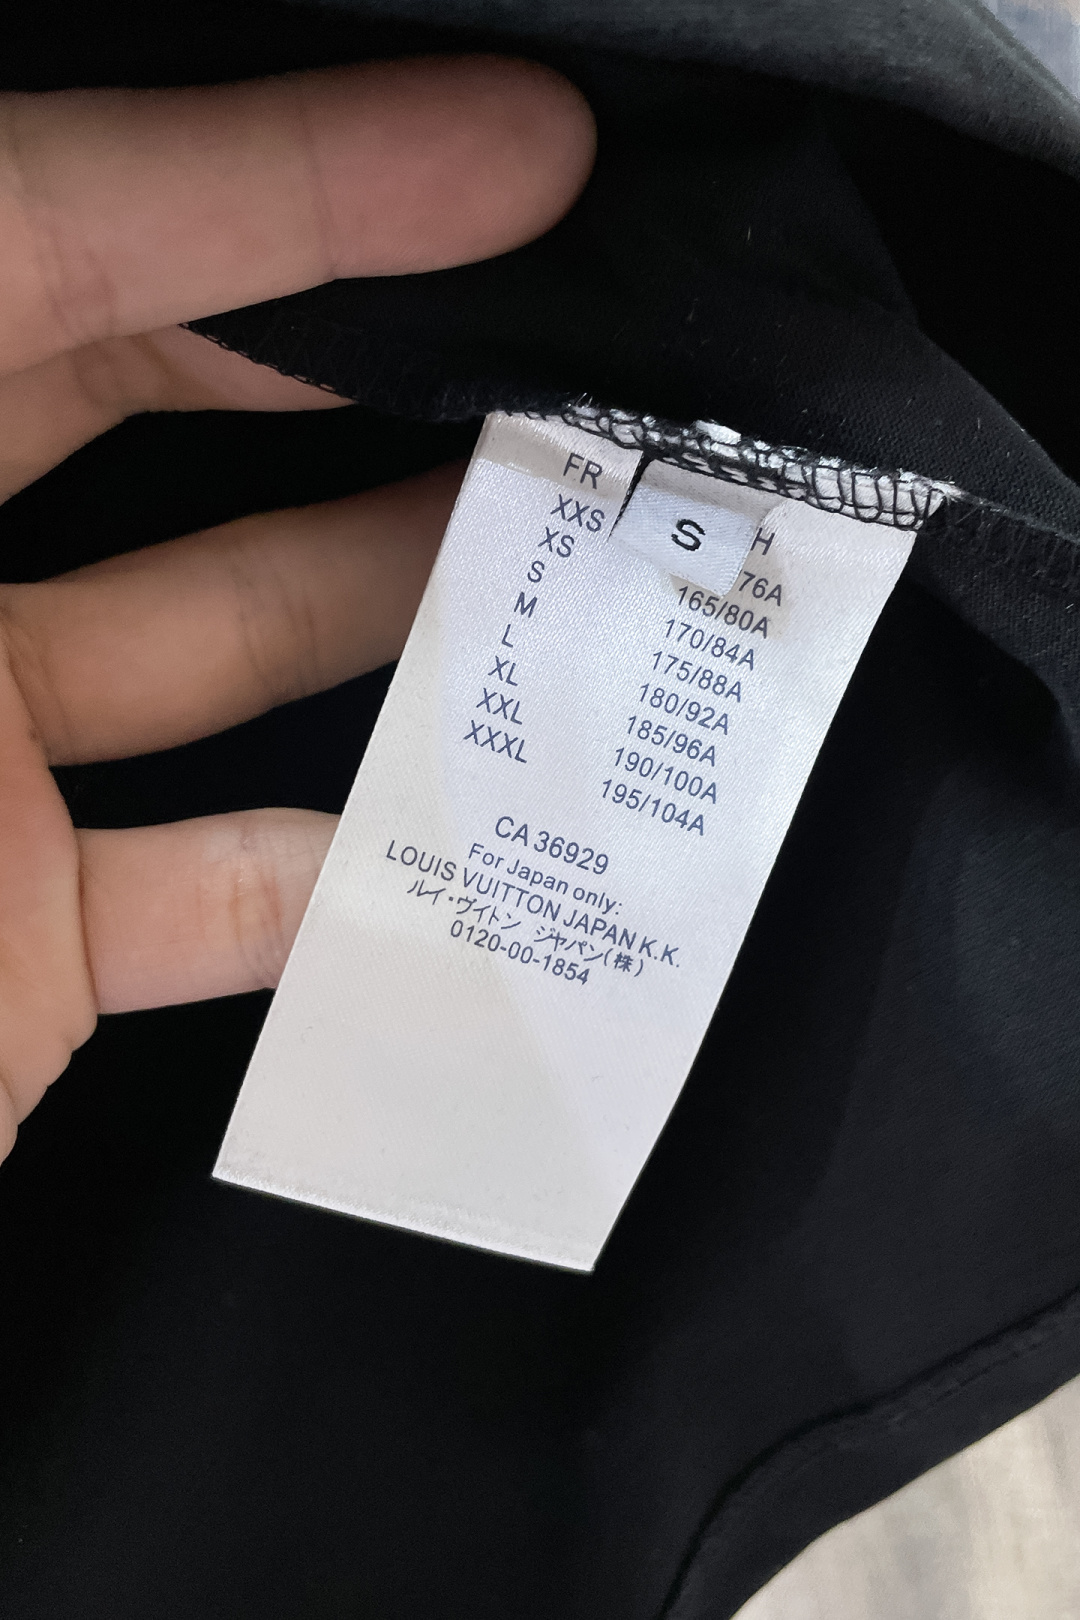 FR H
XXS 76A
XS 165/80A
S 170/84A
M 175/88A
L 180/92A
XL 185/96A
XXL 190/100A
XXXL 195/104A
S
CA 36929
For Japan only:
LOUIS VUITTON JAPAN K.K.
ルイ・ヴィトン ジャパン(株)
0120-00-1854